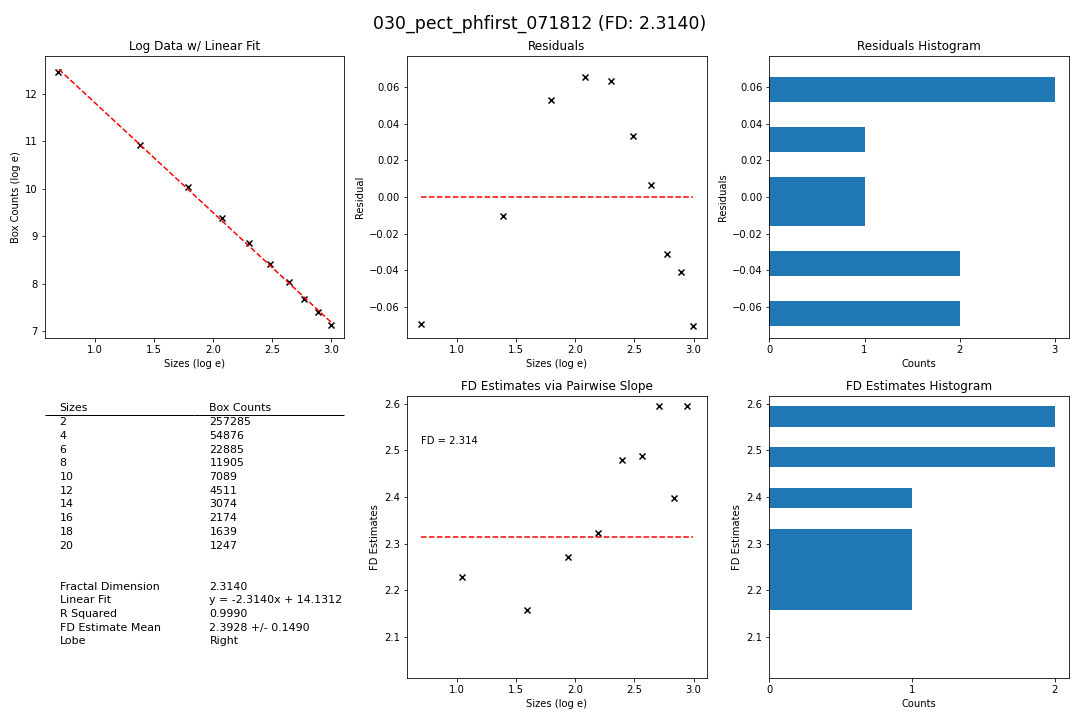 030_pect_phfirst_071812 (FD: 2.3140)
Log Data w/ Linear Fit
Box Counts (log e)
12
11
10
9
8
7
1.0 1.5 2.0 2.5 3.0
Sizes (log e)
Residuals
Residual
0.06
0.04
0.02
0.00
−0.02
−0.04
−0.06
1.0 1.5 2.0 2.5 3.0
Sizes (log e)
Residuals Histogram
Residuals
0.06
0.04
0.02
0.00
−0.02
−0.04
−0.06
0 1 2 3
Counts
Sizes Box Counts
2 257285
4 54876
6 22885
8 11905
10 7089
12 4511
14 3074
16 2174
18 1639
20 1247
Fractal Dimension 2.3140
Linear Fit y = -2.3140x + 14.1312
R Squared 0.9990
FD Estimate Mean 2.3928 +/- 0.1490
Lobe Right
FD Estimates via Pairwise Slope
FD Estimates
2.6
2.5
2.4
2.3
2.2
2.1
FD = 2.314
1.0 1.5 2.0 2.5 3.0
Sizes (log e)
FD Estimates Histogram
FD Estimates
2.6
2.5
2.4
2.3
2.2
2.1
0 1 2
Counts